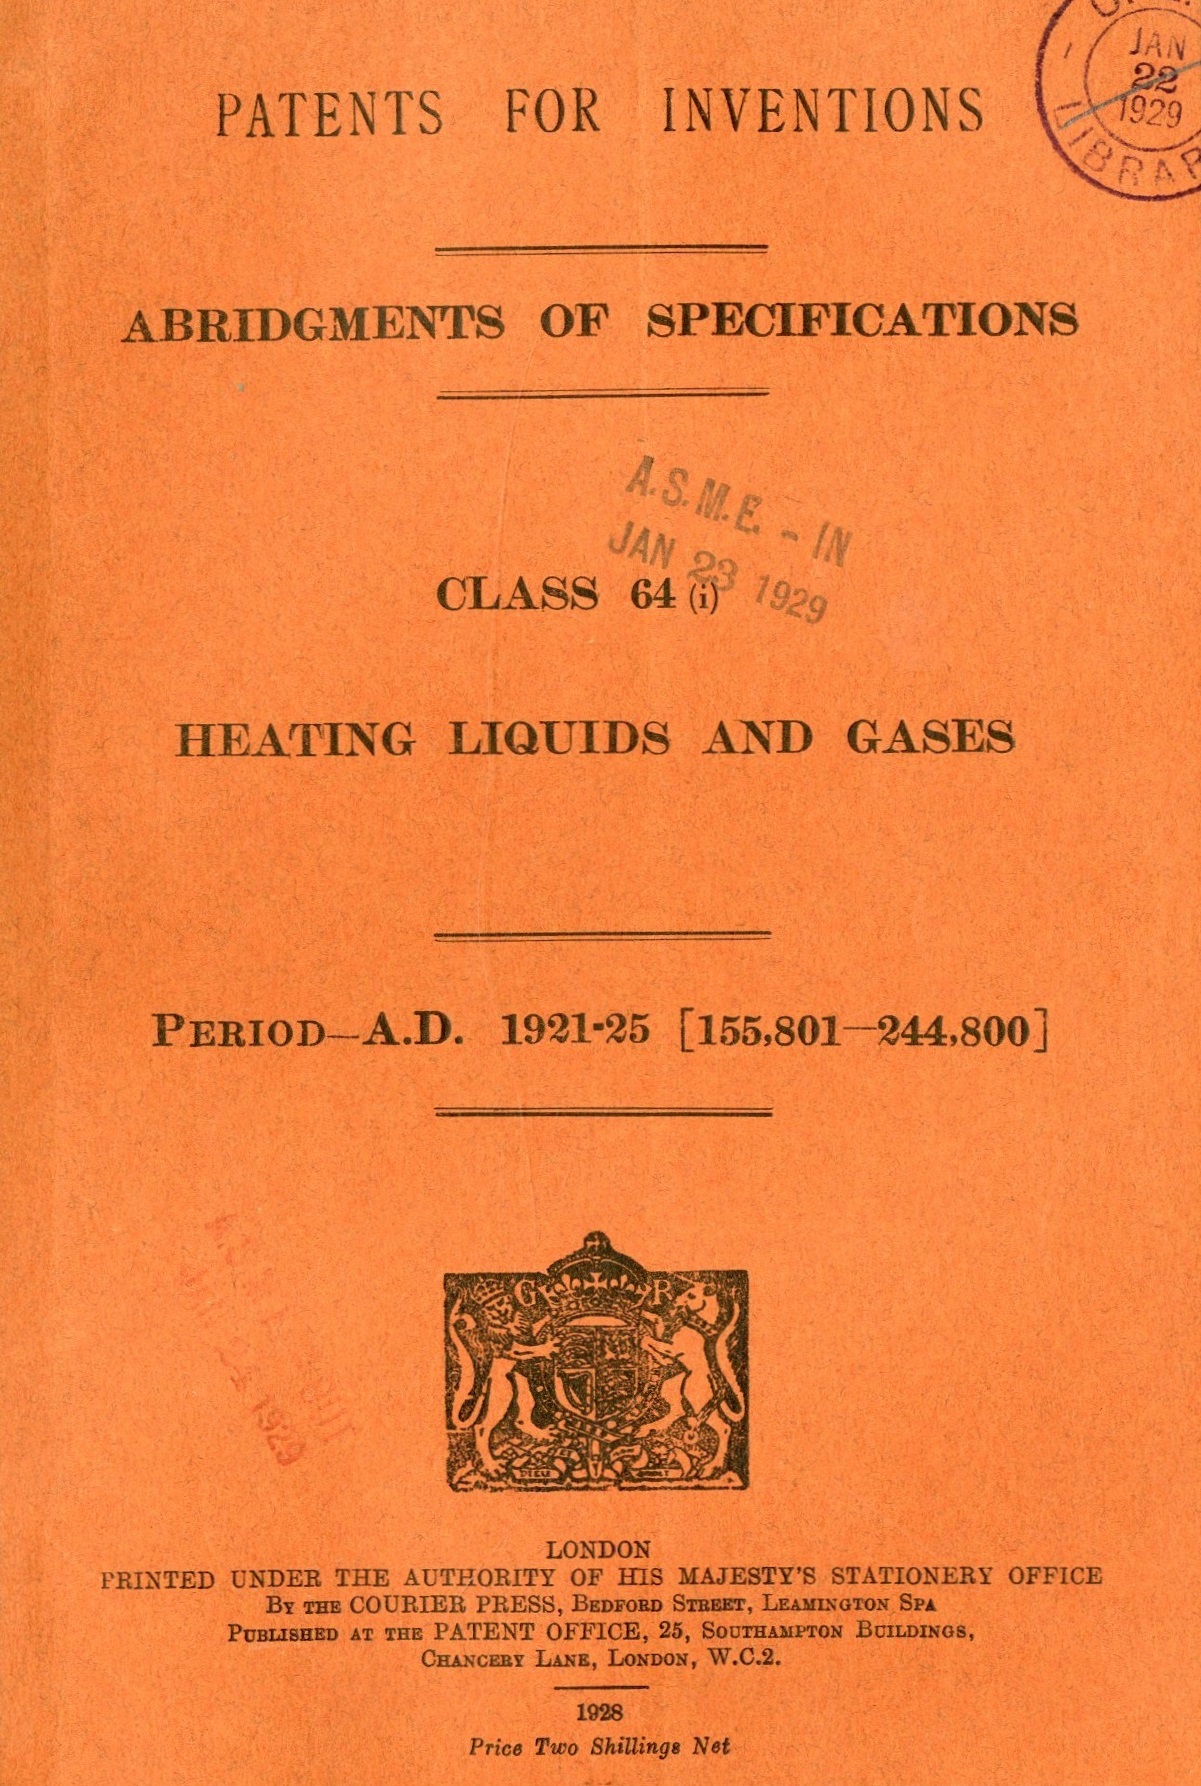 JAN
22
1929
PATENTS FOR INVENTIONS
ABRIDGMENTS OF SPECIFICATIONS
A.S.M.E. - IN
JAN 23 1929
CLASS 64 (i)
HEATING LIQUIDS AND GASES
PERIOD—A.D. 1921-25 [155,801—244,800]
G R
DIEU
1929
LONDON
PRINTED UNDER THE AUTHORITY OF HIS MAJESTY'S STATIONERY OFFICE
BY THE COURIER PRESS, BEDFORD STREET, LEAMINGTON SPA
PUBLISHED AT THE PATENT OFFICE, 25, SOUTHAMPTON BUILDINGS,
CHANCERY LANE, LONDON, W.C.2.
1928
Price Two Shillings Net